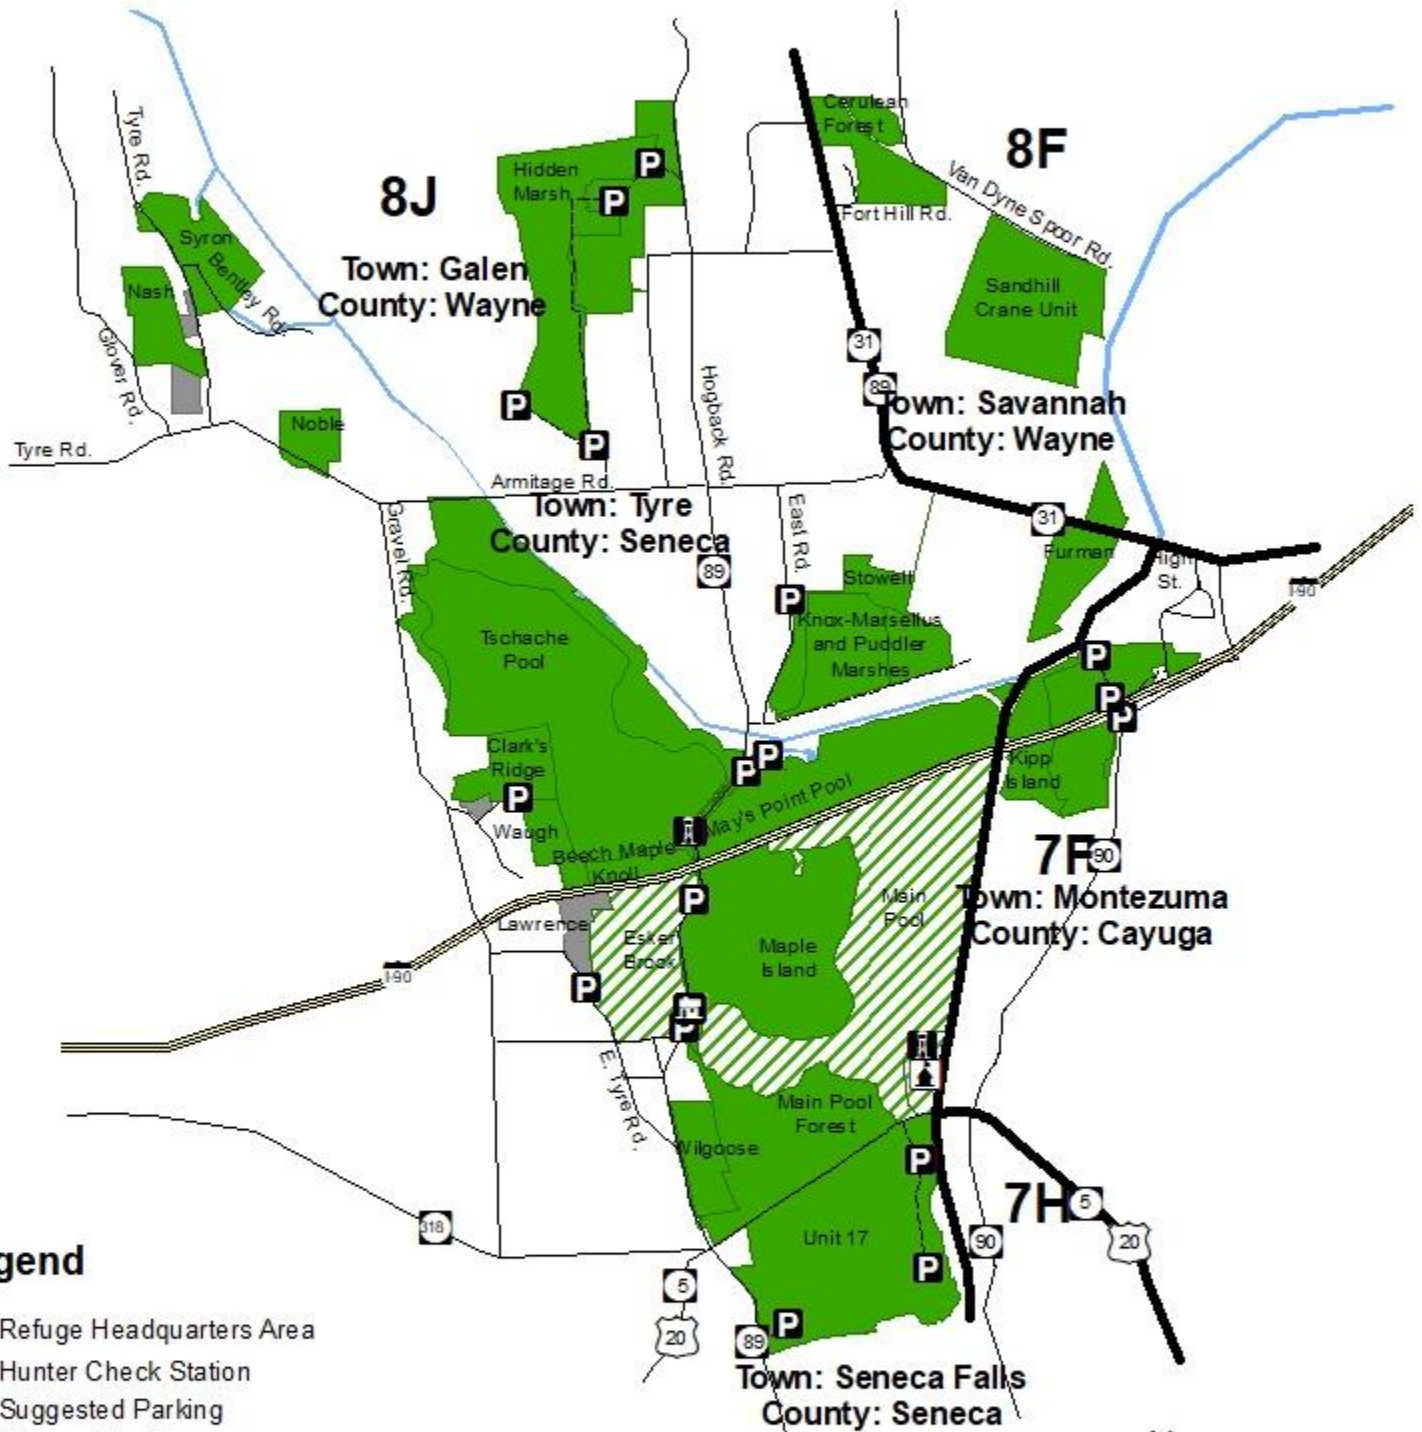 Cerulean
Forest
8F
Tyre Rd.
Hidden
Marsh
P
P
8J
Van Dyne Spoor Rd.
Fort Hill Rd.
Syron
Bentley Rd.
Town: Galen
County: Wayne
Nash
Sandhill
Crane Unit
Glover Rd.
31
89
Hogback Rd.
P
Town: Savannah
County: Wayne
Noble
P
Tyre Rd.
Armitage Rd.
Town: Tyre
County: Seneca
Gravel Rd.
East Rd.
31
Furman
High
St.
89
Stowell
I-90
P
Knox-Marsellus
and Puddler
Marshes
Tschache
Pool
P
P
P
Clark's
Ridge
P
P
Kipp
Island
P
May's Point Pool
Waugh
Beech Maple
Knoll
7F
90
P
Main
Pool
Town: Montezuma
County: Cayuga
Lawrence
Esker
Brook
Maple
Island
I-90
P
P
E. Tyre Rd.
Main Pool
Forest
Wilgoose
P
7H
5
318
Unit 17
90
20
gend
P
5
Refuge Headquarters Area
P
20
89
Hunter Check Station
Town: Seneca Falls
County: Seneca
Suggested Parking